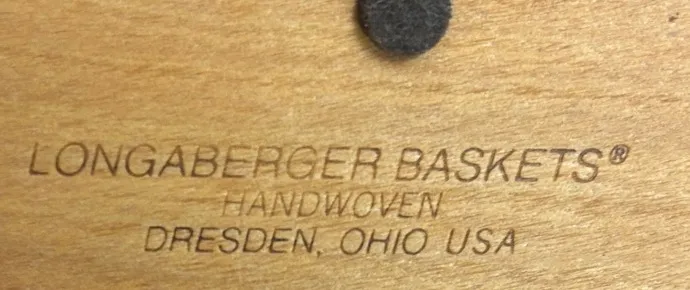 LONGABERGER BASKETS®
HANDWOVEN
DRESDEN, OHIO USA